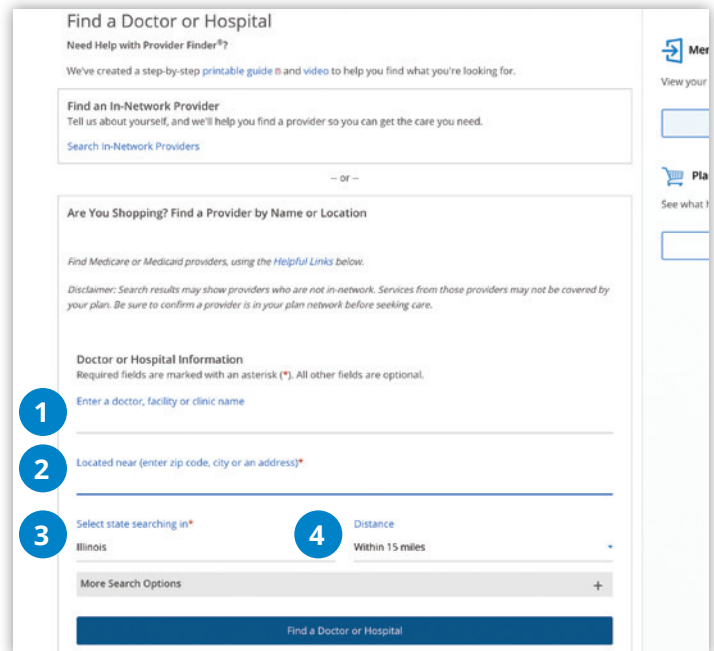 Find a Doctor or Hospital
Need Help with Provider Finder®?
We've created a step-by-step printable guide and video to help you find what you're looking for.
Find an In-Network Provider
Tell us about yourself, and we'll help you find a provider so you can get the care you need.
Search In-Network Providers
-- or --
Are You Shopping? Find a Provider by Name or Location
Find Medicare or Medicaid providers, using the Helpful Links below.
Disclaimer: Search results may show providers who are not in-network. Services from those providers may not be covered by
your plan. Be sure to confirm a provider is in your plan network before seeking care.
Doctor or Hospital Information
Required fields are marked with an asterisk (*). All other fields are optional.
1 Enter a doctor, facility or clinic name
2 Located near (enter zip code, city or an address)*
3 Select state searching in* 4 Distance
Illinois Within 15 miles
More Search Options +
Find a Doctor or Hospital
Mer
View your
Pla
See what